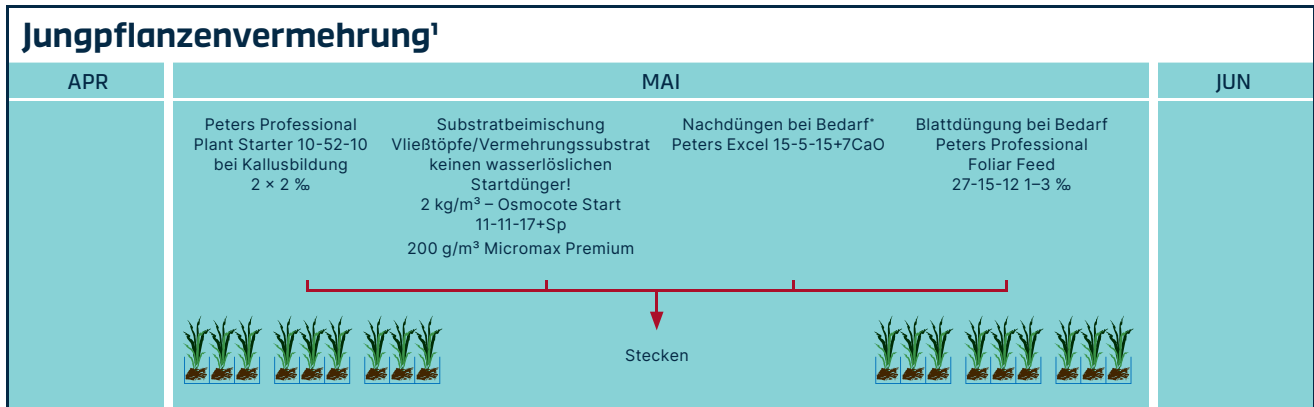 Jungpflanzenvermehrung¹
APR
MAI
JUN
Peters Professional
Plant Starter 10-52-10
bei Kallusbildung
2 × 2 ‰
Substratbeimischung
Vließtöpfe/Vermehrungssubstrat
keinen wasserlöslichen
Startdünger!
2 kg/m³ – Osmocote Start
11-11-17+Sp
200 g/m³ Micromax Premium
Nachdüngen bei Bedarf*
Peters Excel 15-5-15+7CaO
Blattdüngung bei Bedarf
Peters Professional
Foliar Feed
27-15-12 1–3 ‰
Stecken